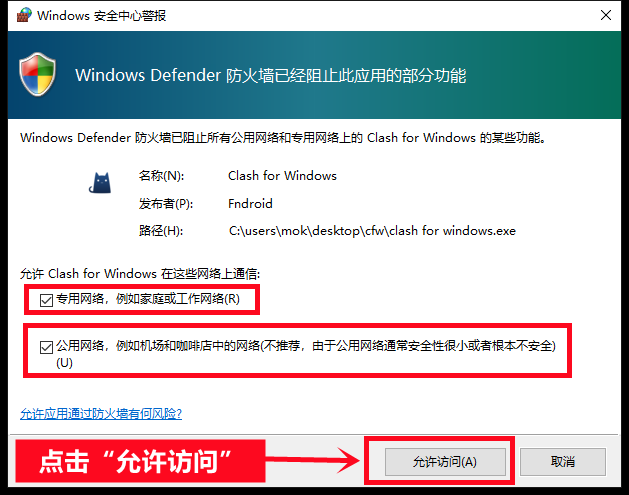 Windows 安全中心警报
Windows Defender 防火墙已经阻止此应用的部分功能
Windows Defender 防火墙已阻止所有公用网络和专用网络上的 Clash for Windows 的某些功能。
名称(N): Clash for Windows
发布者(P): Fndroid
路径(H): C:\users\mok\desktop\cfw\clash for windows.exe
允许 Clash for Windows 在这些网络上通信:
专用网络，例如家庭或工作网络(R)
公用网络，例如机场和咖啡店中的网络(不推荐，由于公用网络通常安全性很小或者根本不安全)
(U)
允许应用通过防火墙有何风险?
点击“允许访问”
允许访问(A)
取消